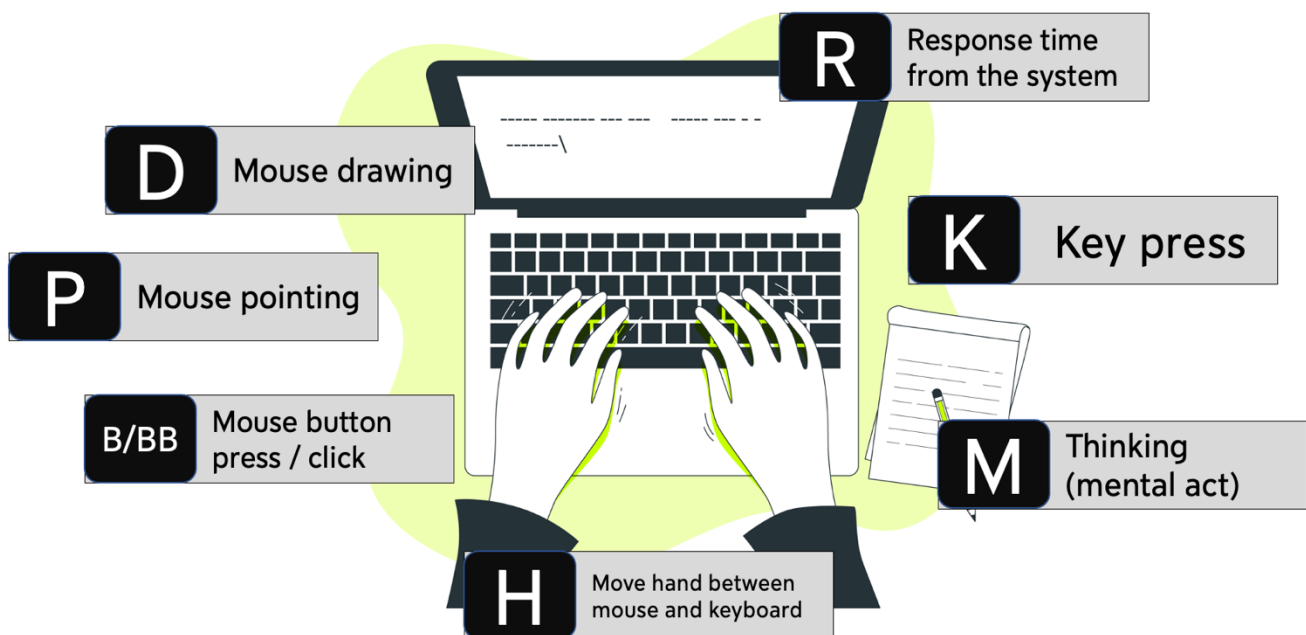 R
Response time
from the system
D
Mouse drawing
K
Key press
P
Mouse pointing
B/BB
Mouse button
press / click
M
Thinking
(mental act)
H
Move hand between
mouse and keyboard